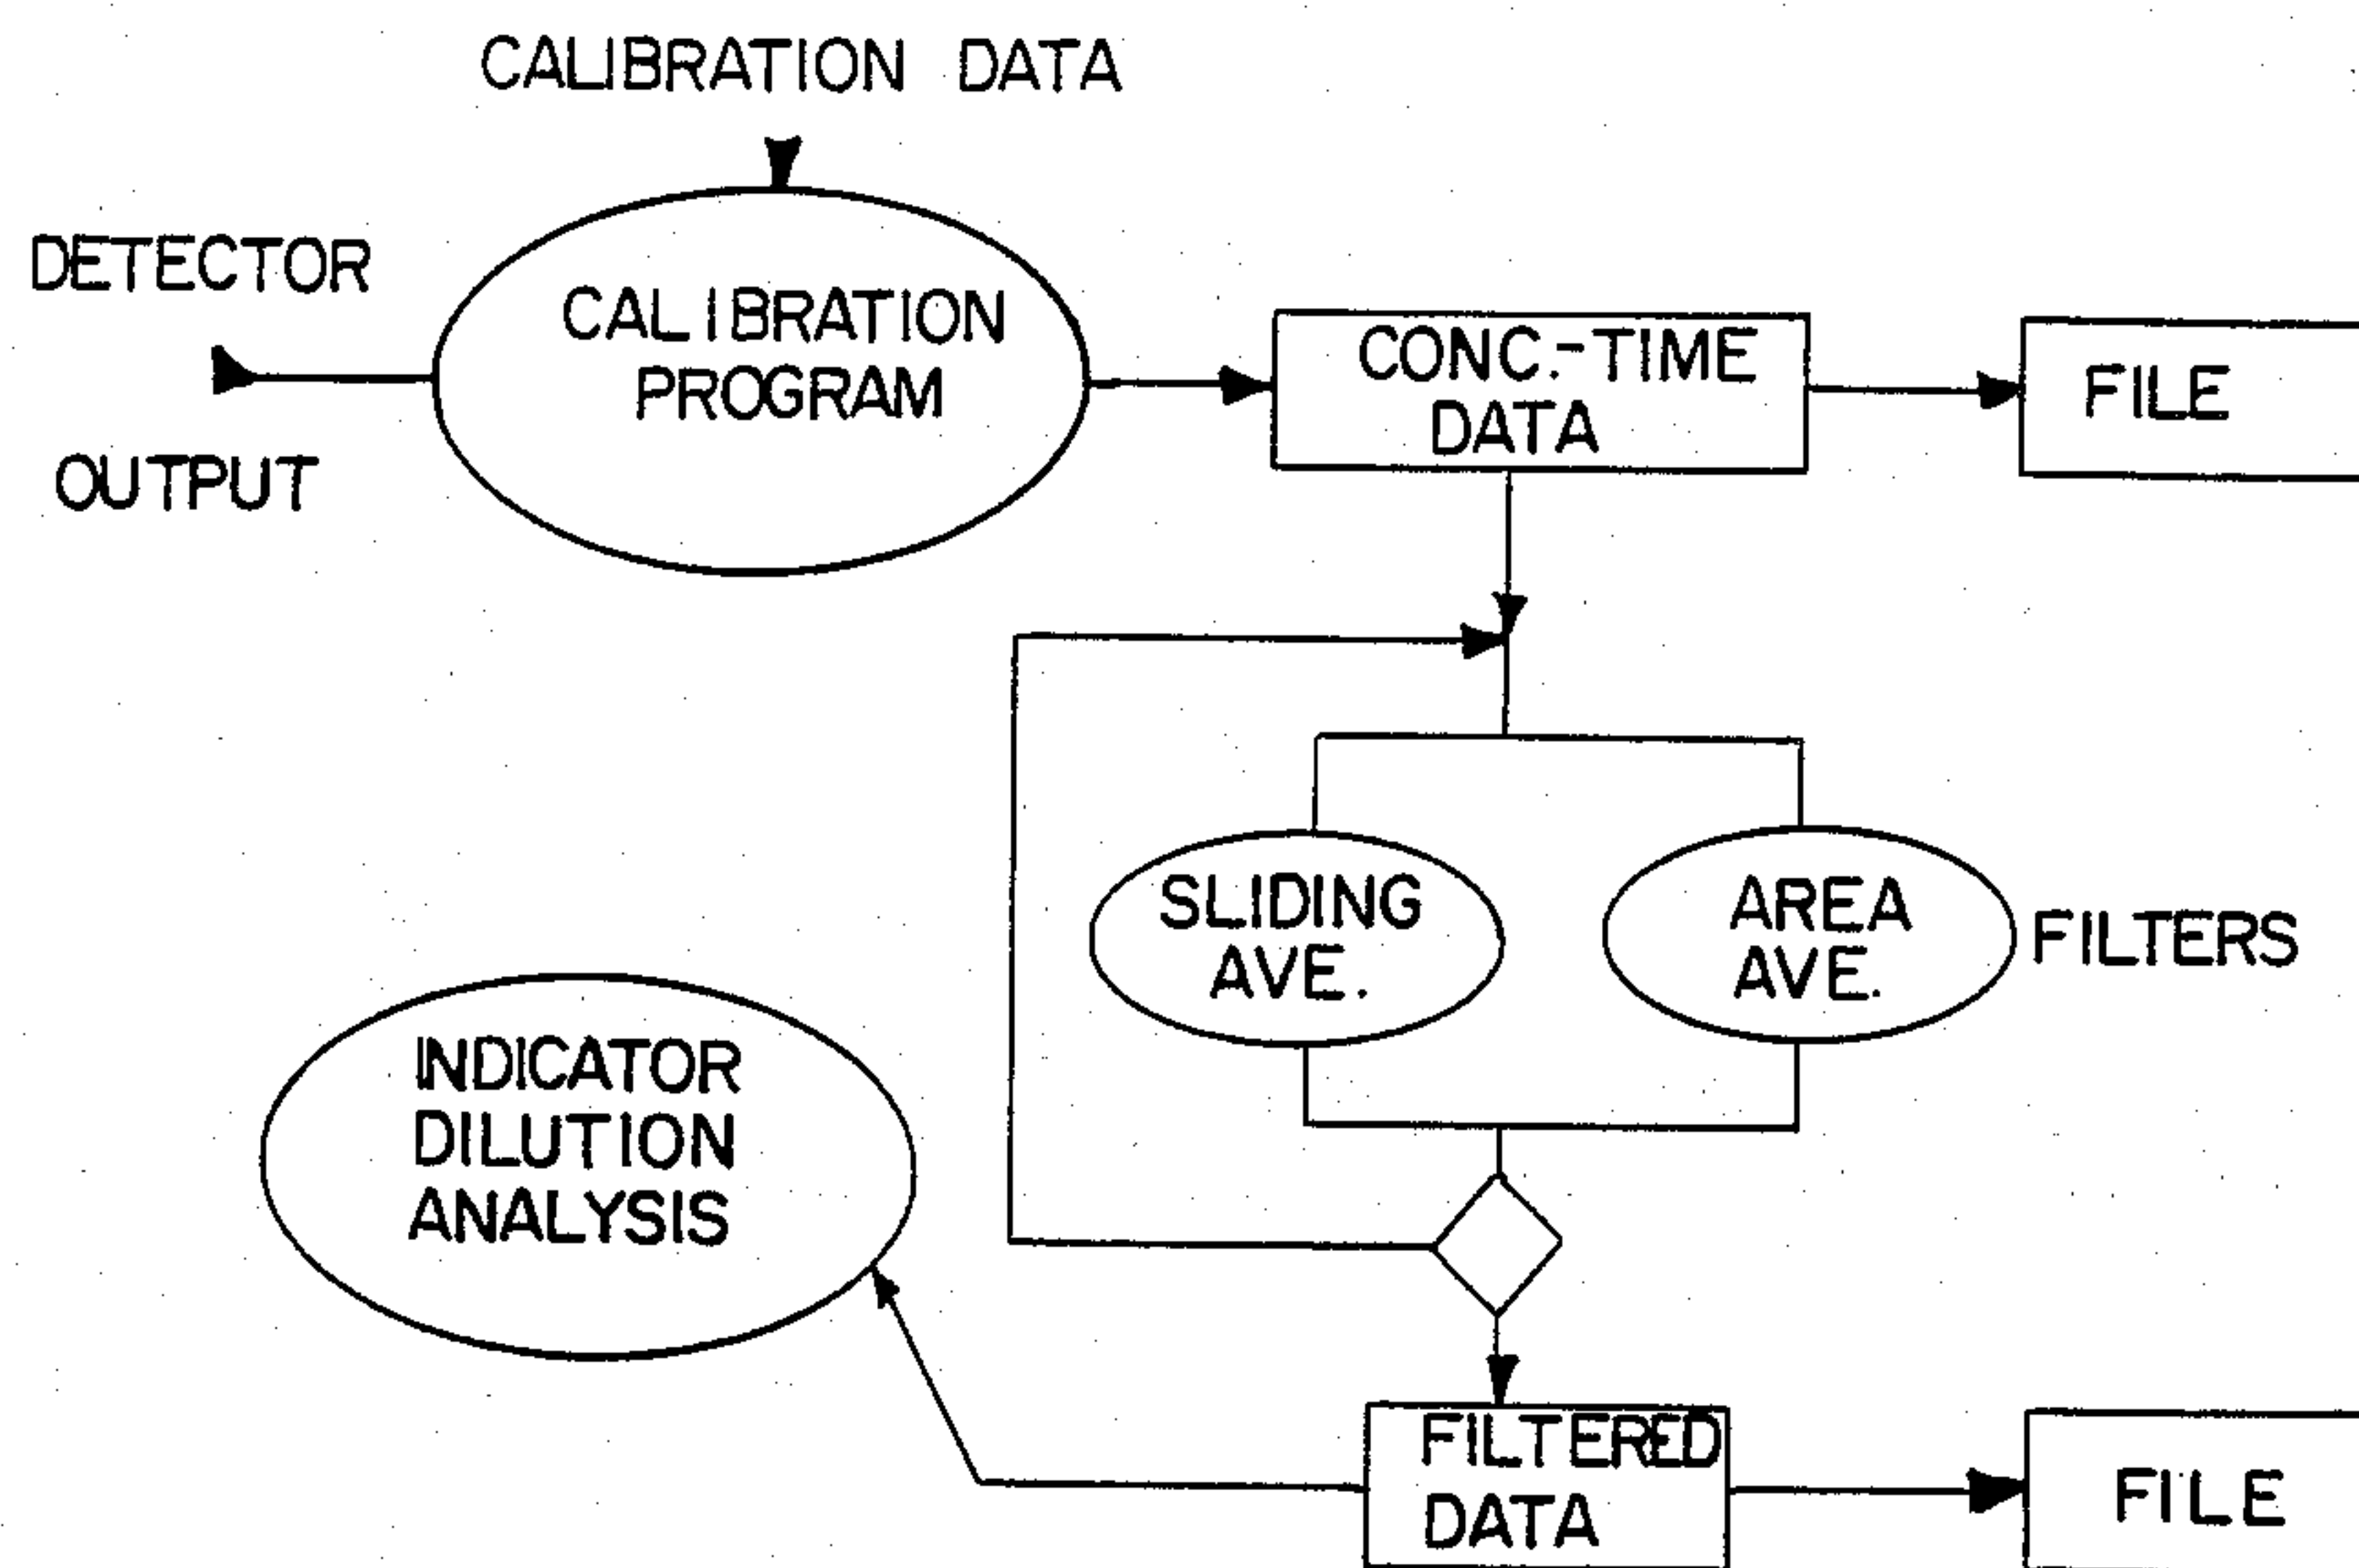 CALIBRATION DATA
DETECTOR
OUTPUT
CALIBRATION
PROGRAM
CONC.-TIME
DATA
FILE
SLIDING
AVE.
AREA
AVE.
FILTERS
INDICATOR
DILUTION
ANALYSIS
FILTERED
DATA
FILE